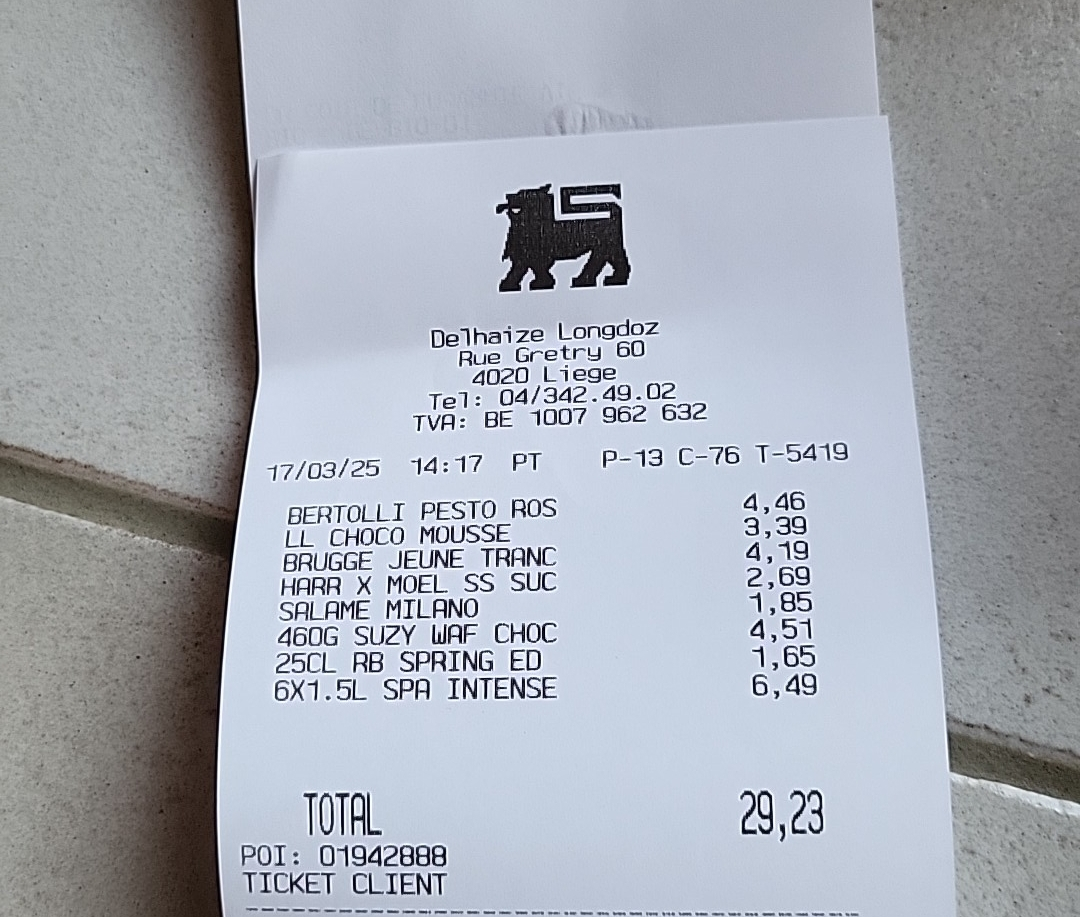 Delhaize Longdoz
Rue Gretry 60
4020 Liege
Tel: 04/342.49.02
TVA: BE 1007 962 632
17/03/25 14:17 PT P-13 C-76 T-5419
BERTOLLI PESTO ROS 4,46
LL CHOCO MOUSSE 3,39
BRUGGE JEUNE TRANC 4,19
HARR X MOEL SS SUC 2,69
SALAME MILANO 1,85
460G SUZY WAF CHOC 4,51
25CL RB SPRING ED 1,65
6X1.5L SPA INTENSE 6,49
TOTAL 29,23
POI: 01942888
TICKET CLIENT